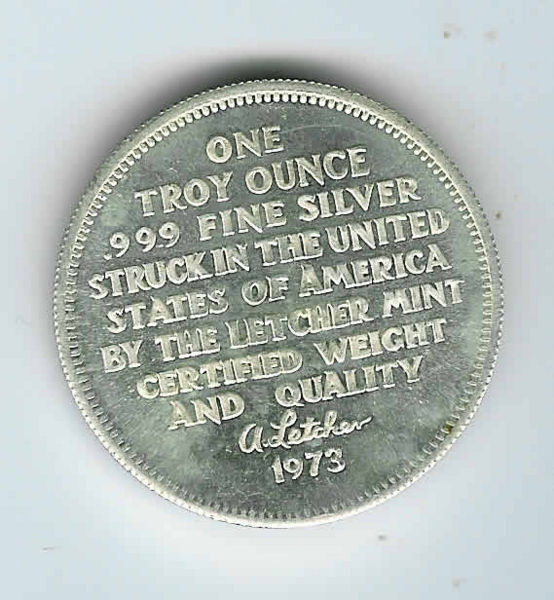 ONE
TROY OUNCE
.999 FINE SILVER
STRUCK IN THE UNITED
STATES OF AMERICA
BY THE LETCHER MINT
CERTIFIED WEIGHT
AND QUALITY
A. Letcher
1973